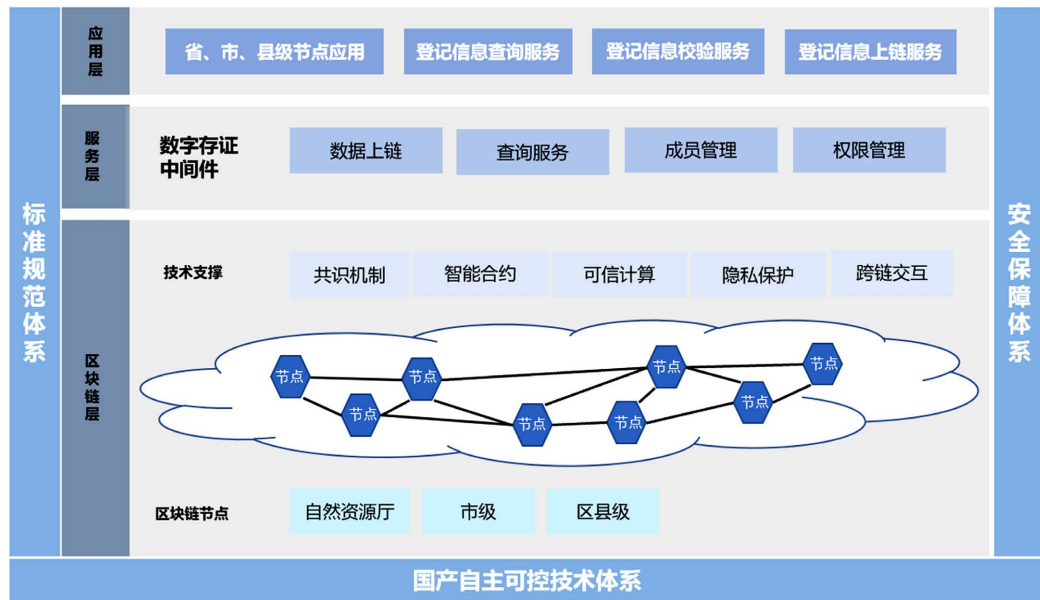 标准规范体系
应用层
省、市、县级节点应用
登记信息查询服务
登记信息校验服务
登记信息上链服务
服务层
数字存证
中间件
数据上链
查询服务
成员管理
权限管理
区块链层
技术支撑
共识机制
智能合约
可信计算
隐私保护
跨链交互
节点
节点
节点
节点
节点
节点
节点
节点
区块链节点
自然资源厅
市级
区县级
安全保障体系
国产自主可控技术体系